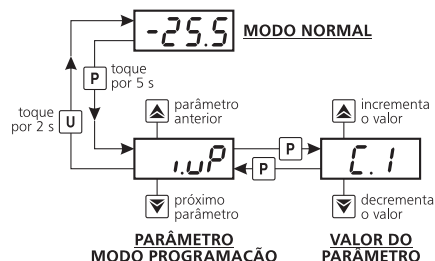 -25.5 MODO NORMAL
P toque por 5 s
toque por 2 s U
parâmetro anterior
incrementa o valor
ı.uP P P C.1
próximo parâmetro
decrementa o valor
PARÂMETRO MODO PROGRAMAÇÃO
VALOR DO PARÂMETRO